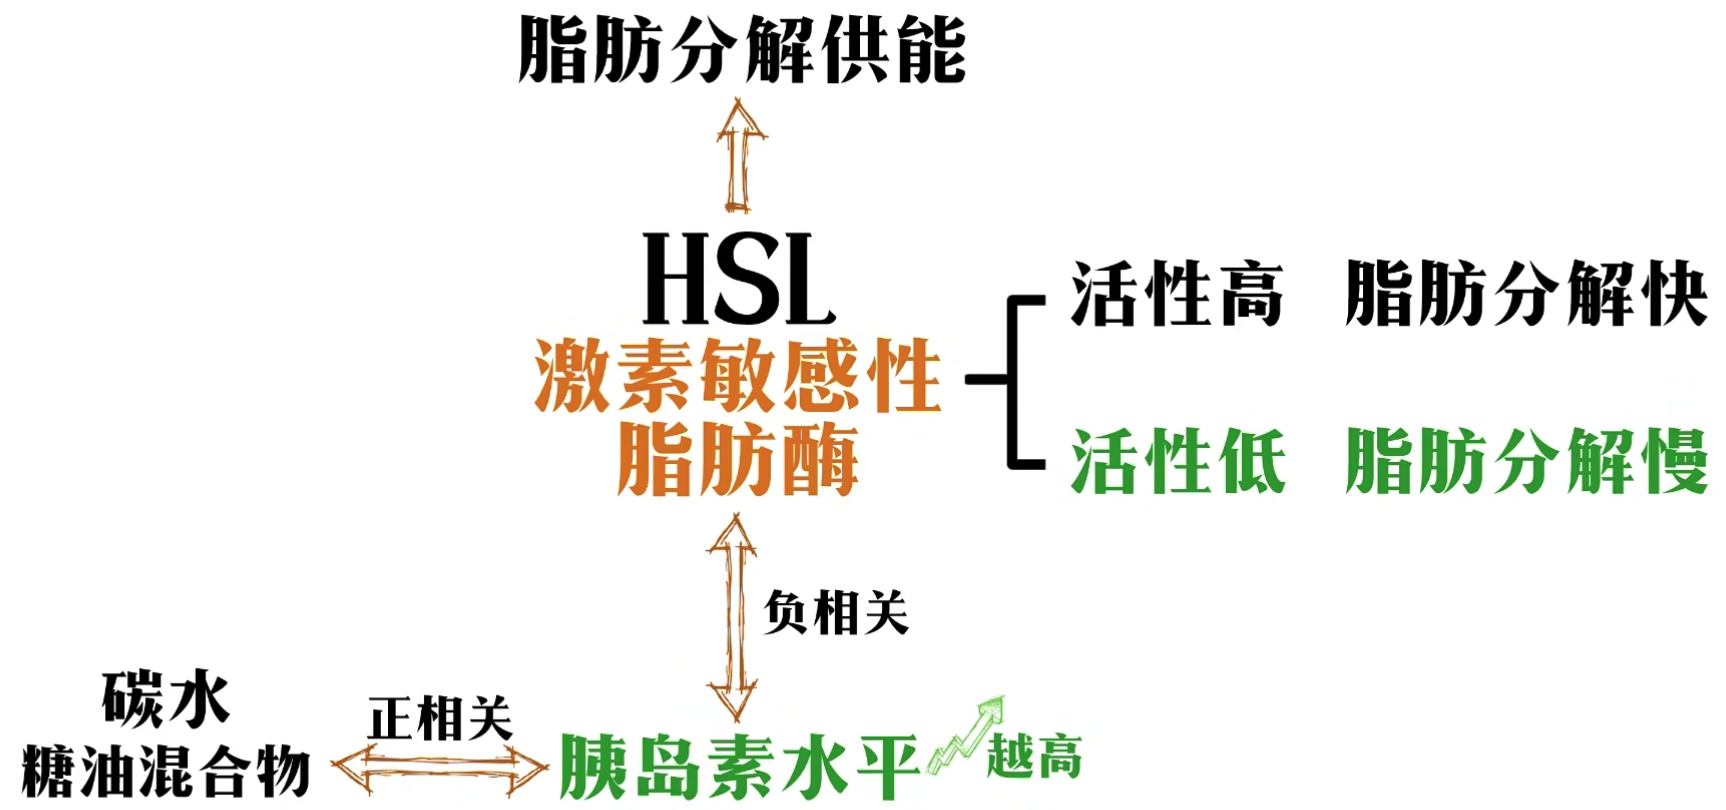 脂肪分解供能
HSL
激素敏感性
脂肪酶
活性高 脂肪分解快
活性低 脂肪分解慢
负相关
碳水
糖油混合物
正相关
胰岛素水平
越高